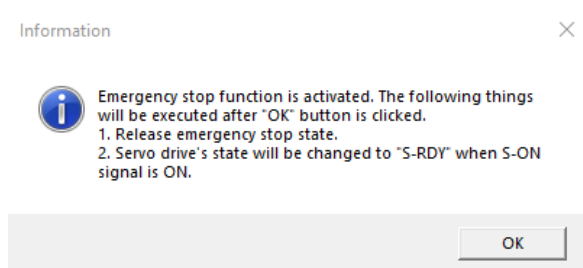 Information
Emergency stop function is activated. The following things
will be executed after "OK" button is clicked.
1. Release emergency stop state.
2. Servo drive's state will be changed to "S-RDY" when S-ON
signal is ON.
OK